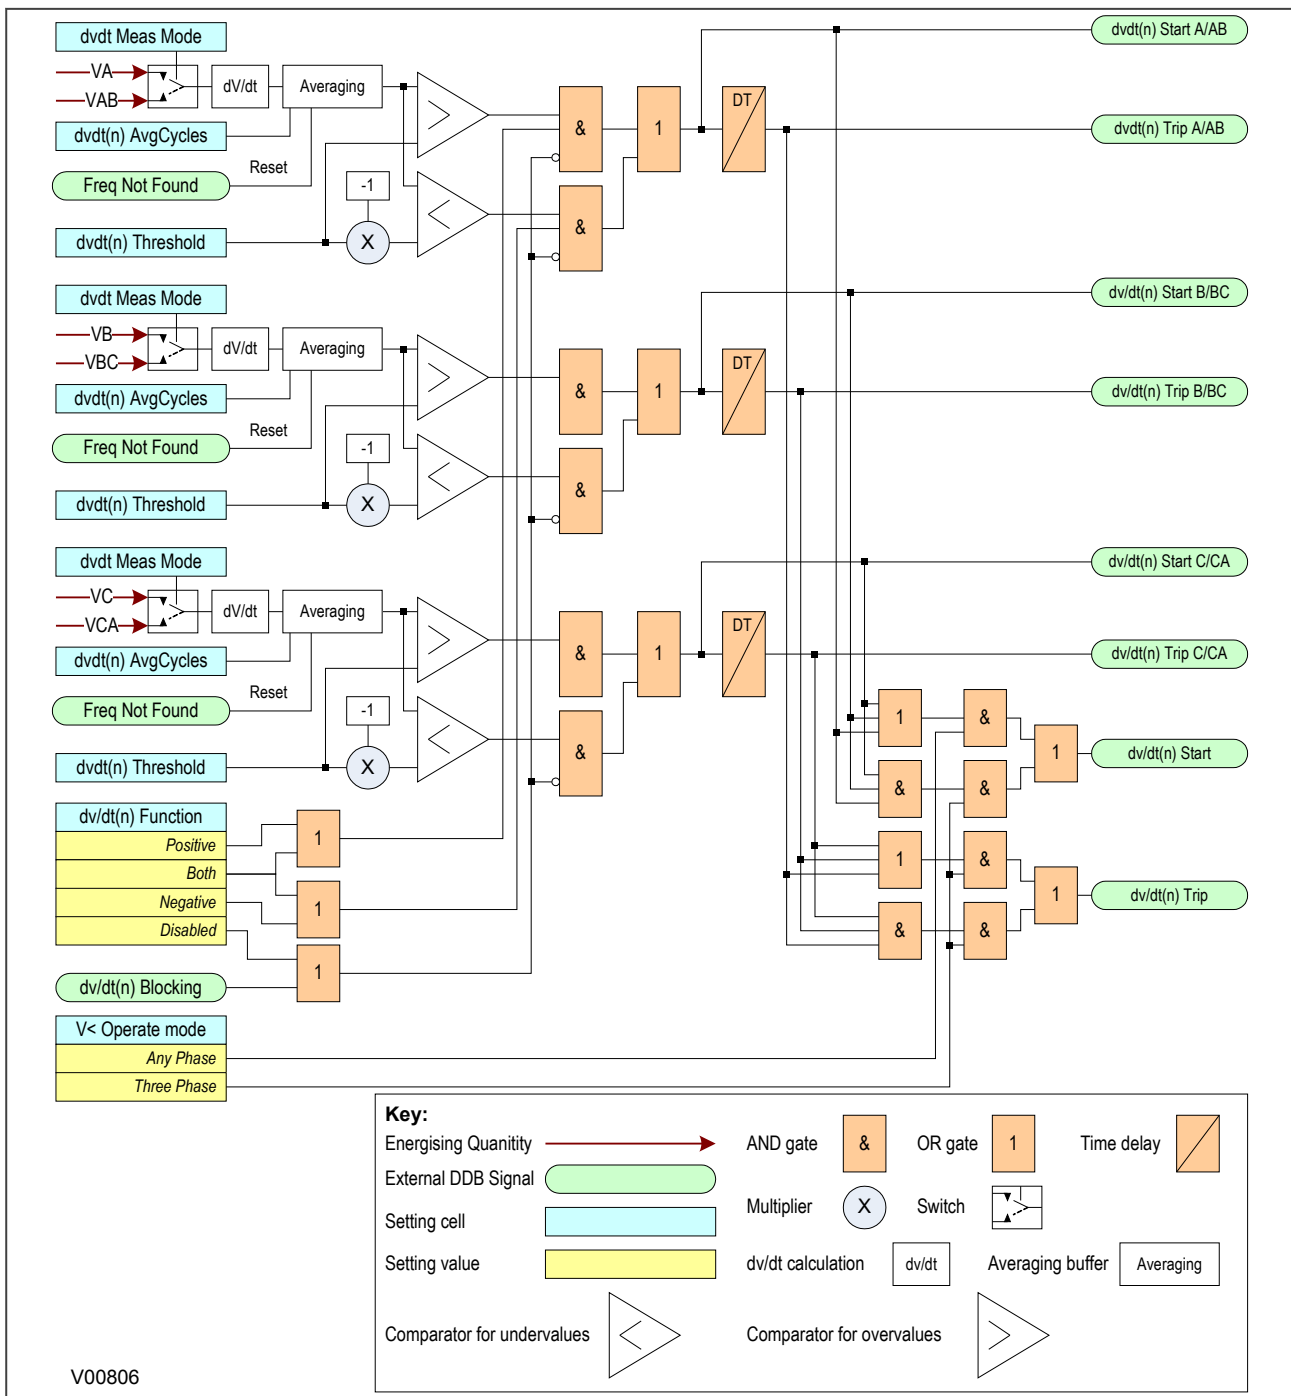 dvdt Meas Mode
VA
VAB
dV/dt
Averaging
dvdt(n) AvgCycles
Reset
Freq Not Found
-1
dvdt(n) Threshold
X
&
&
1
DT
dvdt(n) Start A/AB
dvdt(n) Trip A/AB
dvdt Meas Mode
VB
VBC
dV/dt
Averaging
dvdt(n) AvgCycles
Reset
Freq Not Found
-1
dvdt(n) Threshold
X
&
&
1
DT
dv/dt(n) Start B/BC
dv/dt(n) Trip B/BC
dvdt Meas Mode
VC
VCA
dV/dt
Averaging
dvdt(n) AvgCycles
Reset
Freq Not Found
-1
dvdt(n) Threshold
X
&
&
1
DT
dv/dt(n) Start C/CA
dv/dt(n) Trip C/CA
1
&
&
&
1
dv/dt(n) Start
1
&
&
&
1
dv/dt(n) Trip
dv/dt(n) Function
Positive
Both
Negative
Disabled
1
1
1
dv/dt(n) Blocking
V< Operate mode
Any Phase
Three Phase
Key:
Energising Quanitity
AND gate
&
OR gate
1
Time delay
External DDB Signal
Multiplier
X
Switch
Setting cell
Setting value
dv/dt calculation
dv/dt
Averaging buffer
Averaging
Comparator for undervalues
Comparator for overvalues
V00806